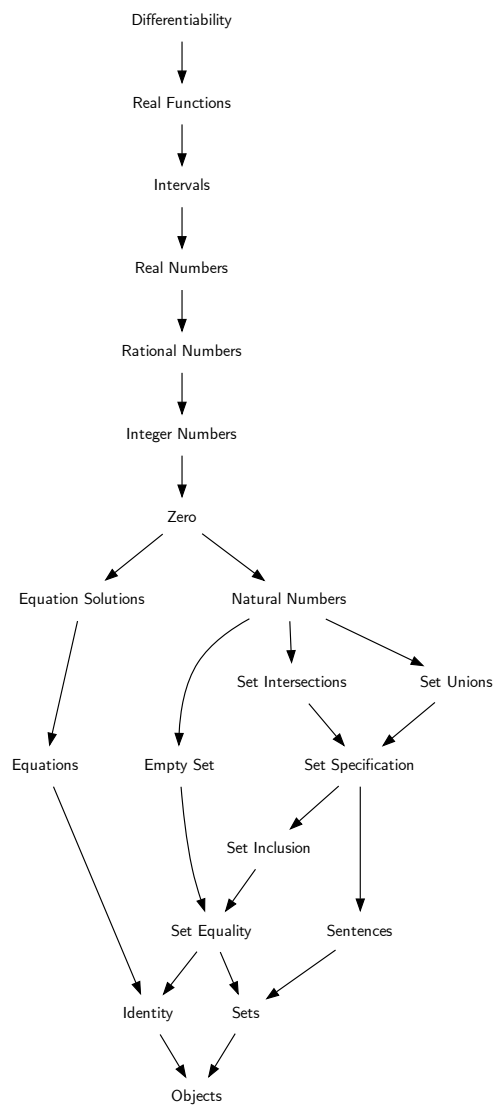 Differentiability
Real Functions
Intervals
Real Numbers
Rational Numbers
Integer Numbers
Zero
Equation Solutions
Natural Numbers
Set Intersections
Set Unions
Equations
Empty Set
Set Specification
Set Inclusion
Set Equality
Sentences
Identity
Sets
Objects